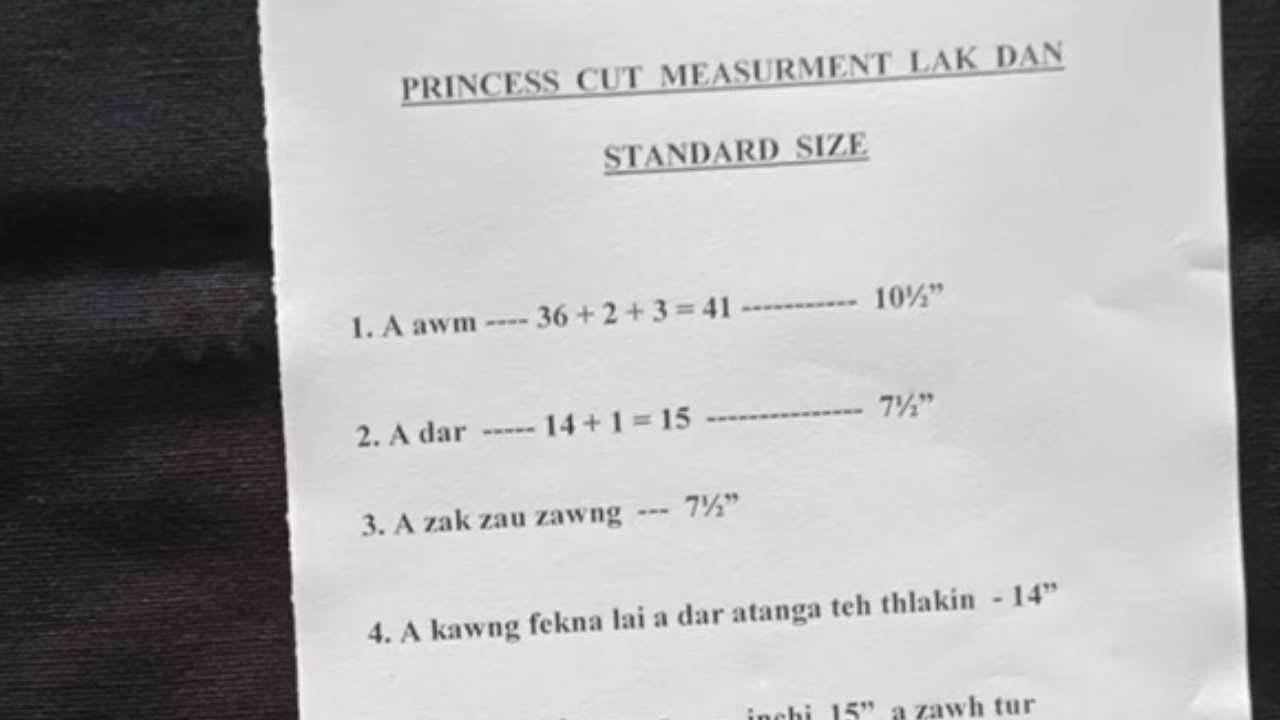 PRINCESS CUT MEASURMENT LAK DAN
STANDARD SIZE
1. A awm ---- 36 + 2 + 3 = 41 ----------- 10½”
2. A dar ----- 14 + 1 = 15 --------------- 7½”
3. A zak zau zawng --- 7½”
4. A kawng fekna lai a dar atanga teh thlakin - 14”
inchi 15” a zawh tur